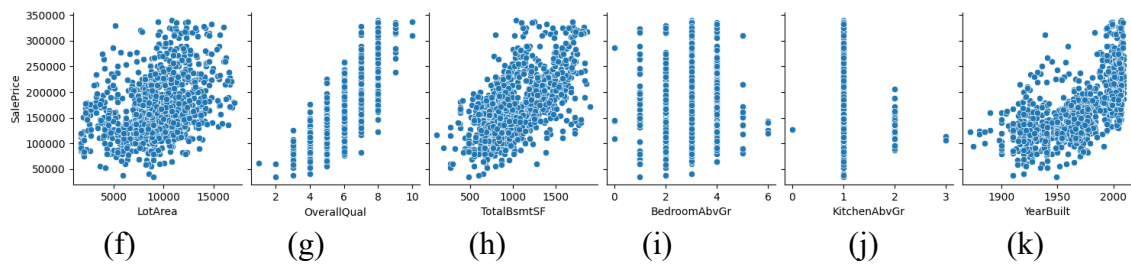 SalePrice
350000
300000
250000
200000
150000
100000
50000
5000 10000 15000
2 4 6 8 10
500 1000 1500
0 2 4 6
0 1 2 3
1900 1950 2000
LotArea OverallQual TotalBsmtSF BedroomAbvGr KitchenAbvGr YearBuilt
(f) (g) (h) (i) (j) (k)